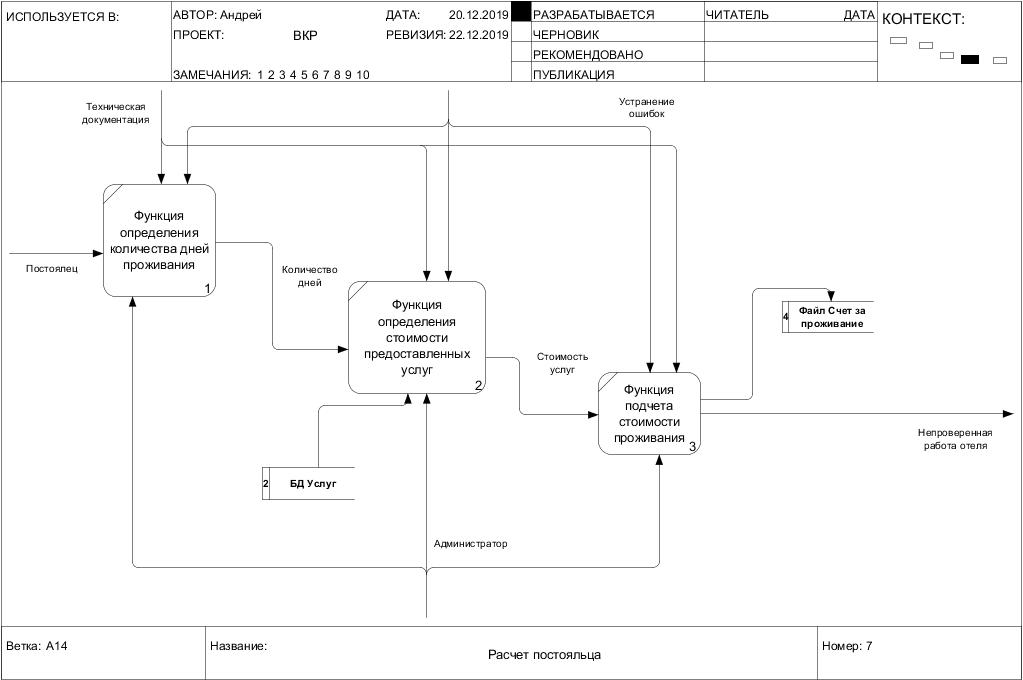 ИСПОЛЬЗУЕТСЯ В:
АВТОР: Андрей
ДАТА: 20.12.2019
ПРОЕКТ: ВКР
РЕВИЗИЯ: 22.12.2019
ЗАМЕЧАНИЯ: 1 2 3 4 5 6 7 8 9 10
РАЗРАБАТЫВАЕТСЯ
ЧЕРНОВИК
РЕКОМЕНДОВАНО
ПУБЛИКАЦИЯ
ЧИТАТЕЛЬ ДАТА
КОНТЕКСТ:
Техническая
документация
Устранение
ошибок
Функция
определения
количества дней
проживания
1
Постоялец
Количество
дней
Функция
определения
стоимости
предоставленных
услуг
2
Стоимость
услуг
4 Файл Счет за
проживание
Функция
подчета
стоимости
проживания
3
Непроверенная
работа отеля
2 БД Услуг
Администратор
Ветка: А14
Название:
Расчет постояльца
Номер: 7